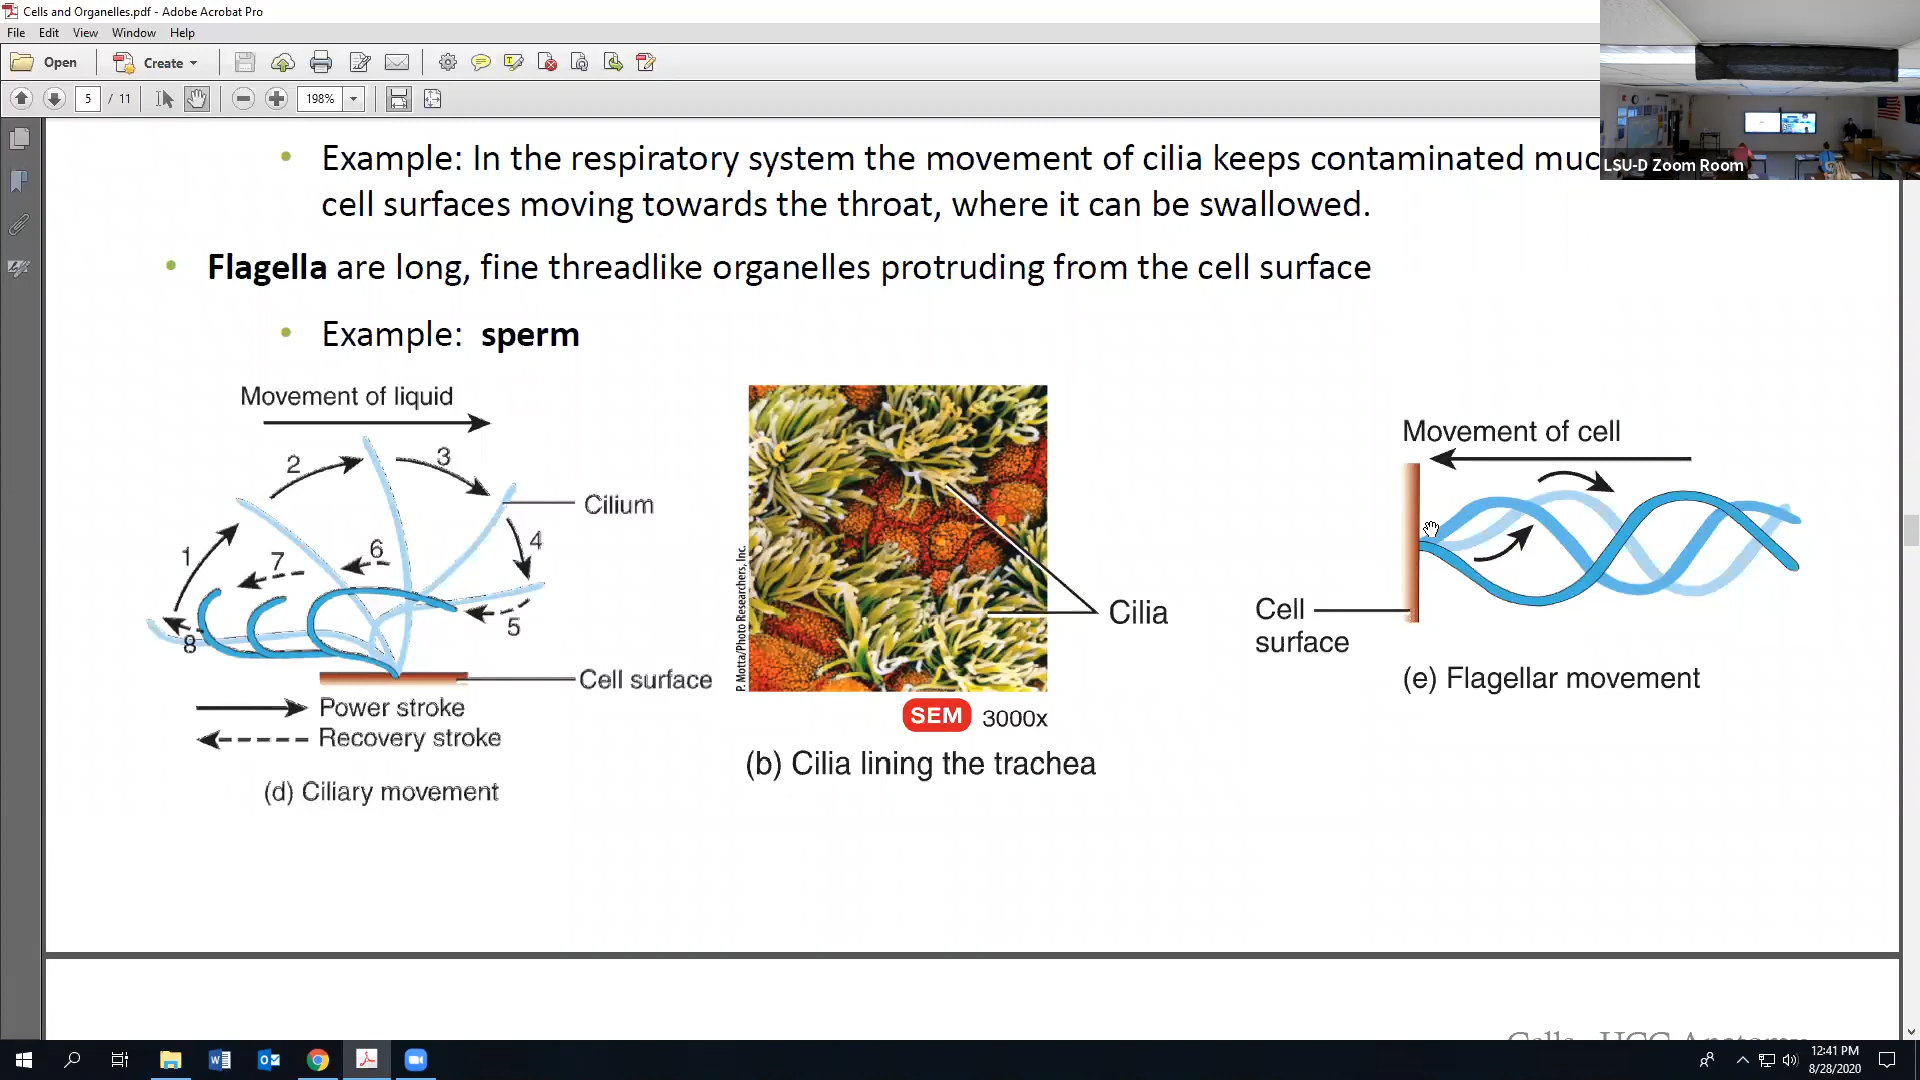 Cells and Organelles.pdf - Adobe Acrobat Pro
File Edit View Window Help
Open Create
5 / 11 198%
LSU-D Zoom Room
Example: In the respiratory system the movement of cilia keeps contaminated
cell surfaces moving towards the throat, where it can be swallowed.
Flagella are long, fine threadlike organelles protruding from the cell surface
Example: sperm
Movement of liquid
1
2
3
4
5
6
7
8
Cilium
Cell surface
Power stroke
Recovery stroke
(d) Ciliary movement
P. Motta/Photo Researchers, Inc.
Cilia
SEM 3000x
(b) Cilia lining the trachea
Movement of cell
Cell
surface
(e) Flagellar movement
12:41 PM
8/28/2020